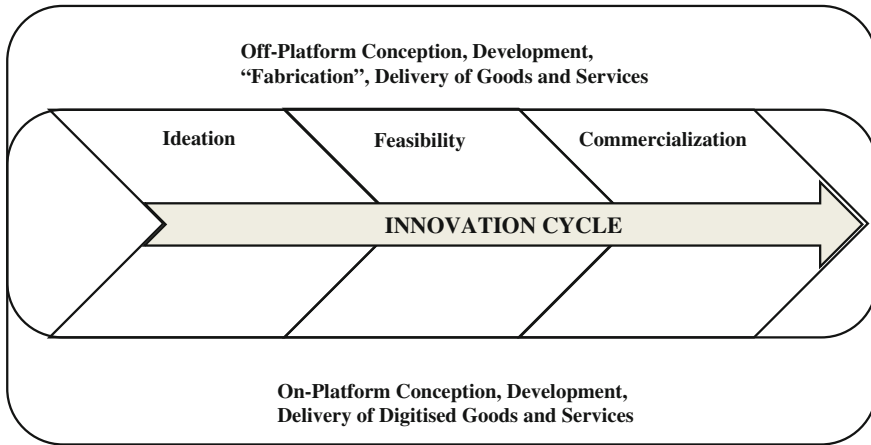 Off-Platform Conception, Development,
“Fabrication”, Delivery of Goods and Services
Ideation
Feasibility
Commercialization
INNOVATION CYCLE
On-Platform Conception, Development,
Delivery of Digitised Goods and Services